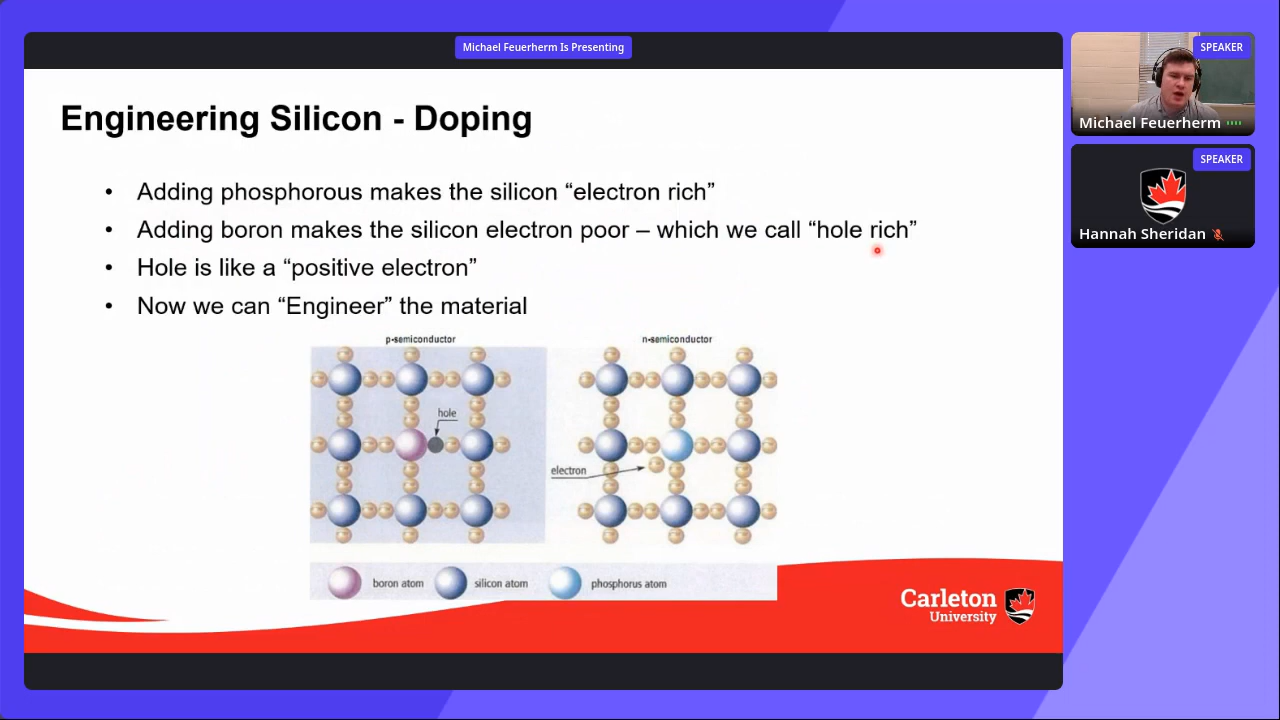 Michael Feuerherm Is Presenting
Engineering Silicon - Doping
• Adding phosphorous makes the silicon “electron rich”
• Adding boron makes the silicon electron poor – which we call “hole rich”
• Hole is like a “positive electron”
• Now we can “Engineer” the material
p-semiconductor
n-semiconductor
hole
electron
boron atom
silicon atom
phosphorus atom
Carleton
University
SPEAKER
Michael Feuerherm
SPEAKER
Hannah Sheridan